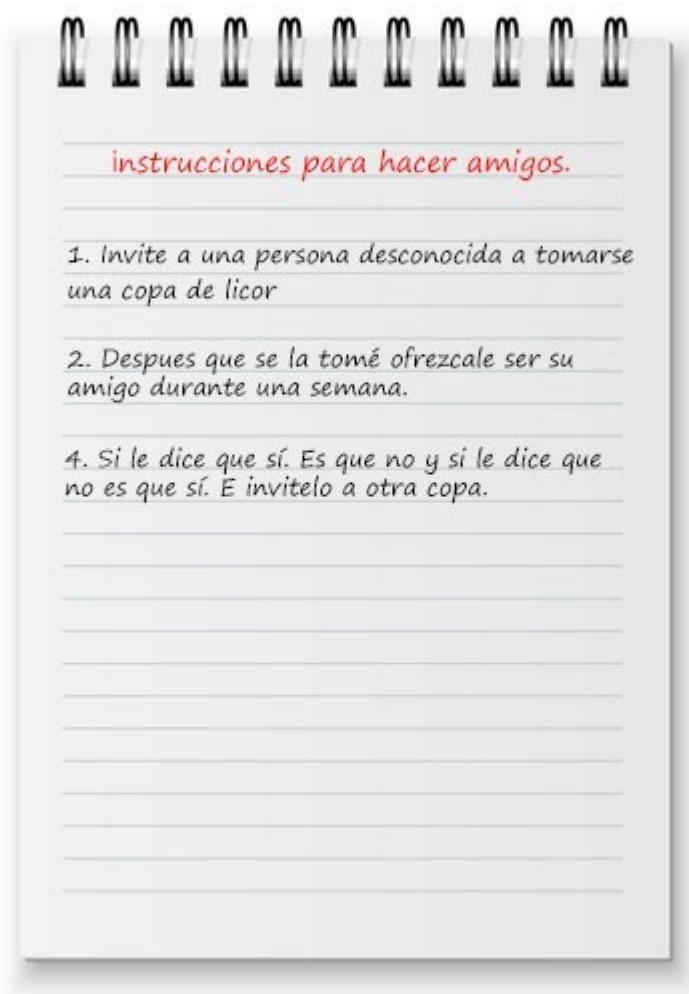 instrucciones para hacer amigos.
1. Invite a una persona desconocida a tomarse
una copa de licor
2. Despues que se la tomé ofrezcale ser su
amigo durante una semana.
4. Si le dice que sí. Es que no y si le dice que
no es que sí. E invitelo a otra copa.